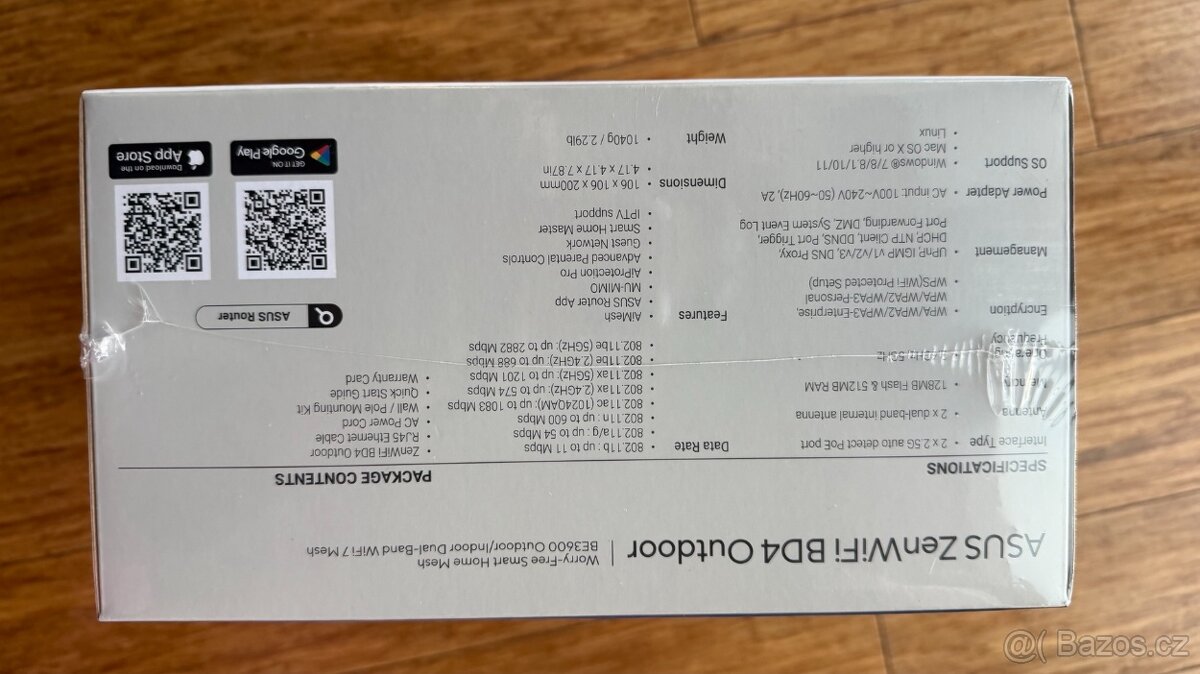 ASUS ZenWiFi BD4 Outdoor
Worry-Free Smart Home Mesh
BE3600 Outdoor/Indoor Dual-Band WiFi 7 Mesh
SPECIFICATIONS
Interface Type
• 2 x 2.5G auto detect PoE port
Antenna
• 2 x dual-band internal antenna
Memory
• 128MB Flash & 512MB RAM
Operating
Frequency
• 2.4GHz, 5GHz
Encryption
• WPA/WPA2/WPA3-Enterprise,
WPA/WPA2/WPA3-Personal
WPS(WiFi Protected Setup)
Management
• UPnP, IGMP v1/v2/v3, DNS Proxy,
DHCP, NTP Client, DDNS, Port Trigger,
Port Forwarding, DMZ, System Event Log
Power Adapter
• AC input: 100V~240V (50~60Hz), 2A
OS Support
• Windows® 7/8/8.1/10/11
• Mac OS X or higher
• Linux
Data Rate
• 802.11b : up to 11 Mbps
• 802.11a/g : up to 54 Mbps
• 802.11n : up to 600 Mbps
• 802.11ac (1024QAM): up to 1083 Mbps
• 802.11ax (2.4GHz): up to 574 Mbps
• 802.11ax (5GHz): up to 1201 Mbps
• 802.11be (2.4GHz): up to 688 Mbps
• 802.11be (5GHz): up to 2882 Mbps
Features
• AiMesh
• ASUS Router App
• MU-MIMO
• AiProtection Pro
• Advanced Parental Controls
• Guest Network
• Smart Home Master
• IPTV support
Dimensions
• 106 x 106 x 200mm
• 4.17 x 4.17 x 7.87in
Weight
• 1040g / 2.29lb
PACKAGE CONTENTS
• ZenWiFi BD4 Outdoor
• RJ45 Ethernet Cable
• AC Power Cord
• Wall / Pole Mounting Kit
• Quick Start Guide
• Warranty Card
ASUS Router
GET IT ON
Google Play
Download on the
App Store
Bazos.cz